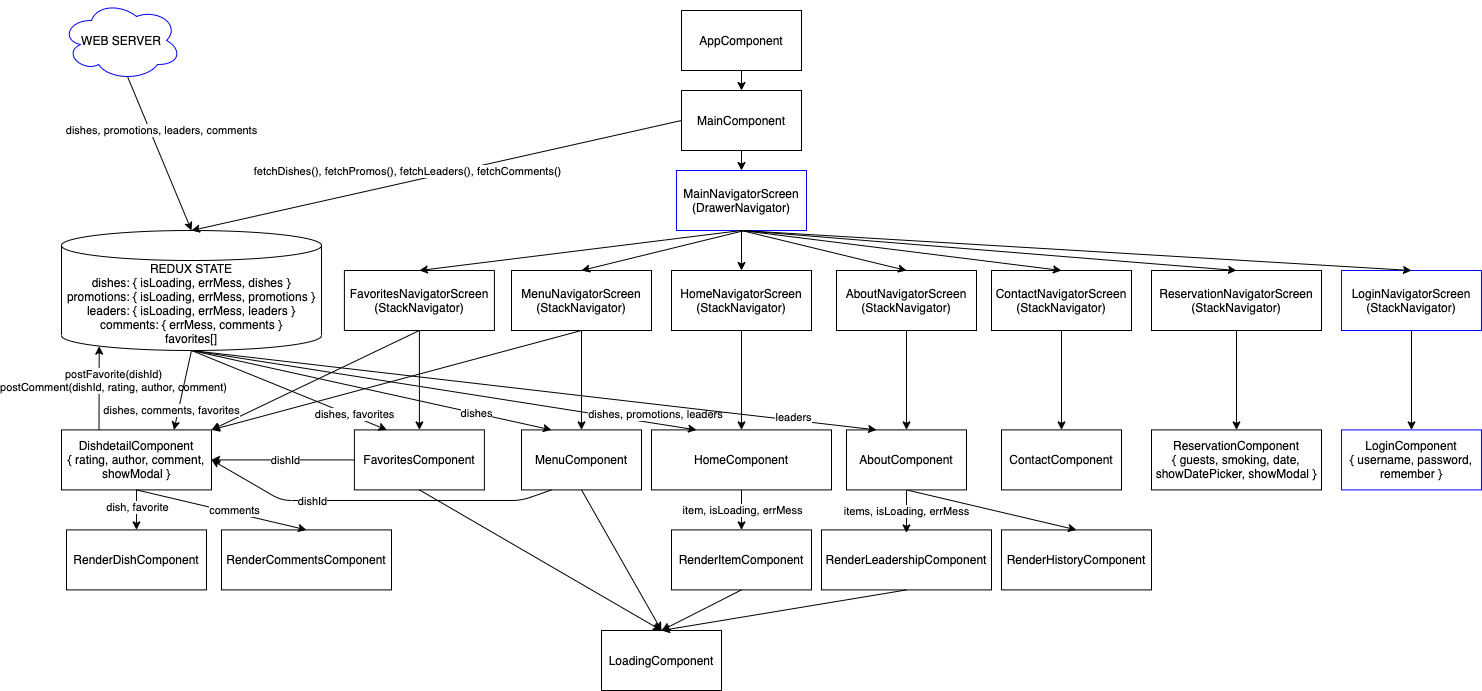 WEB SERVER
AppComponent
MainComponent
dishes, promotions, leaders, comments
fetchDishes(), fetchPromos(), fetchLeaders(), fetchComments()
MainNavigatorScreen
(DrawerNavigator)
REDUX STATE
dishes: { isLoading, errMess, dishes }
promotions: { isLoading, errMess, promotions }
leaders: { isLoading, errMess, leaders }
comments: { errMess, comments }
favorites[]
FavoritesNavigatorScreen
(StackNavigator)
MenuNavigatorScreen
(StackNavigator)
HomeNavigatorScreen
(StackNavigator)
AboutNavigatorScreen
(StackNavigator)
ContactNavigatorScreen
(StackNavigator)
ReservationNavigatorScreen
(StackNavigator)
LoginNavigatorScreen
(StackNavigator)
postFavorite(dishId)
postComment(dishId, rating, author, comment)
dishes, comments, favorites
dishes, favorites
dishes
dishes, promotions, leaders
leaders
DishdetailComponent
{ rating, author, comment,
showModal }
dishId
FavoritesComponent
MenuComponent
HomeComponent
AboutComponent
ContactComponent
ReservationComponent
{ guests, smoking, date,
showDatePicker, showModal }
LoginComponent
{ username, password,
remember }
dishId
dish, favorite
comments
item, isLoading, errMess
items, isLoading, errMess
RenderDishComponent
RenderCommentsComponent
RenderItemComponent
RenderLeadershipComponent
RenderHistoryComponent
LoadingComponent